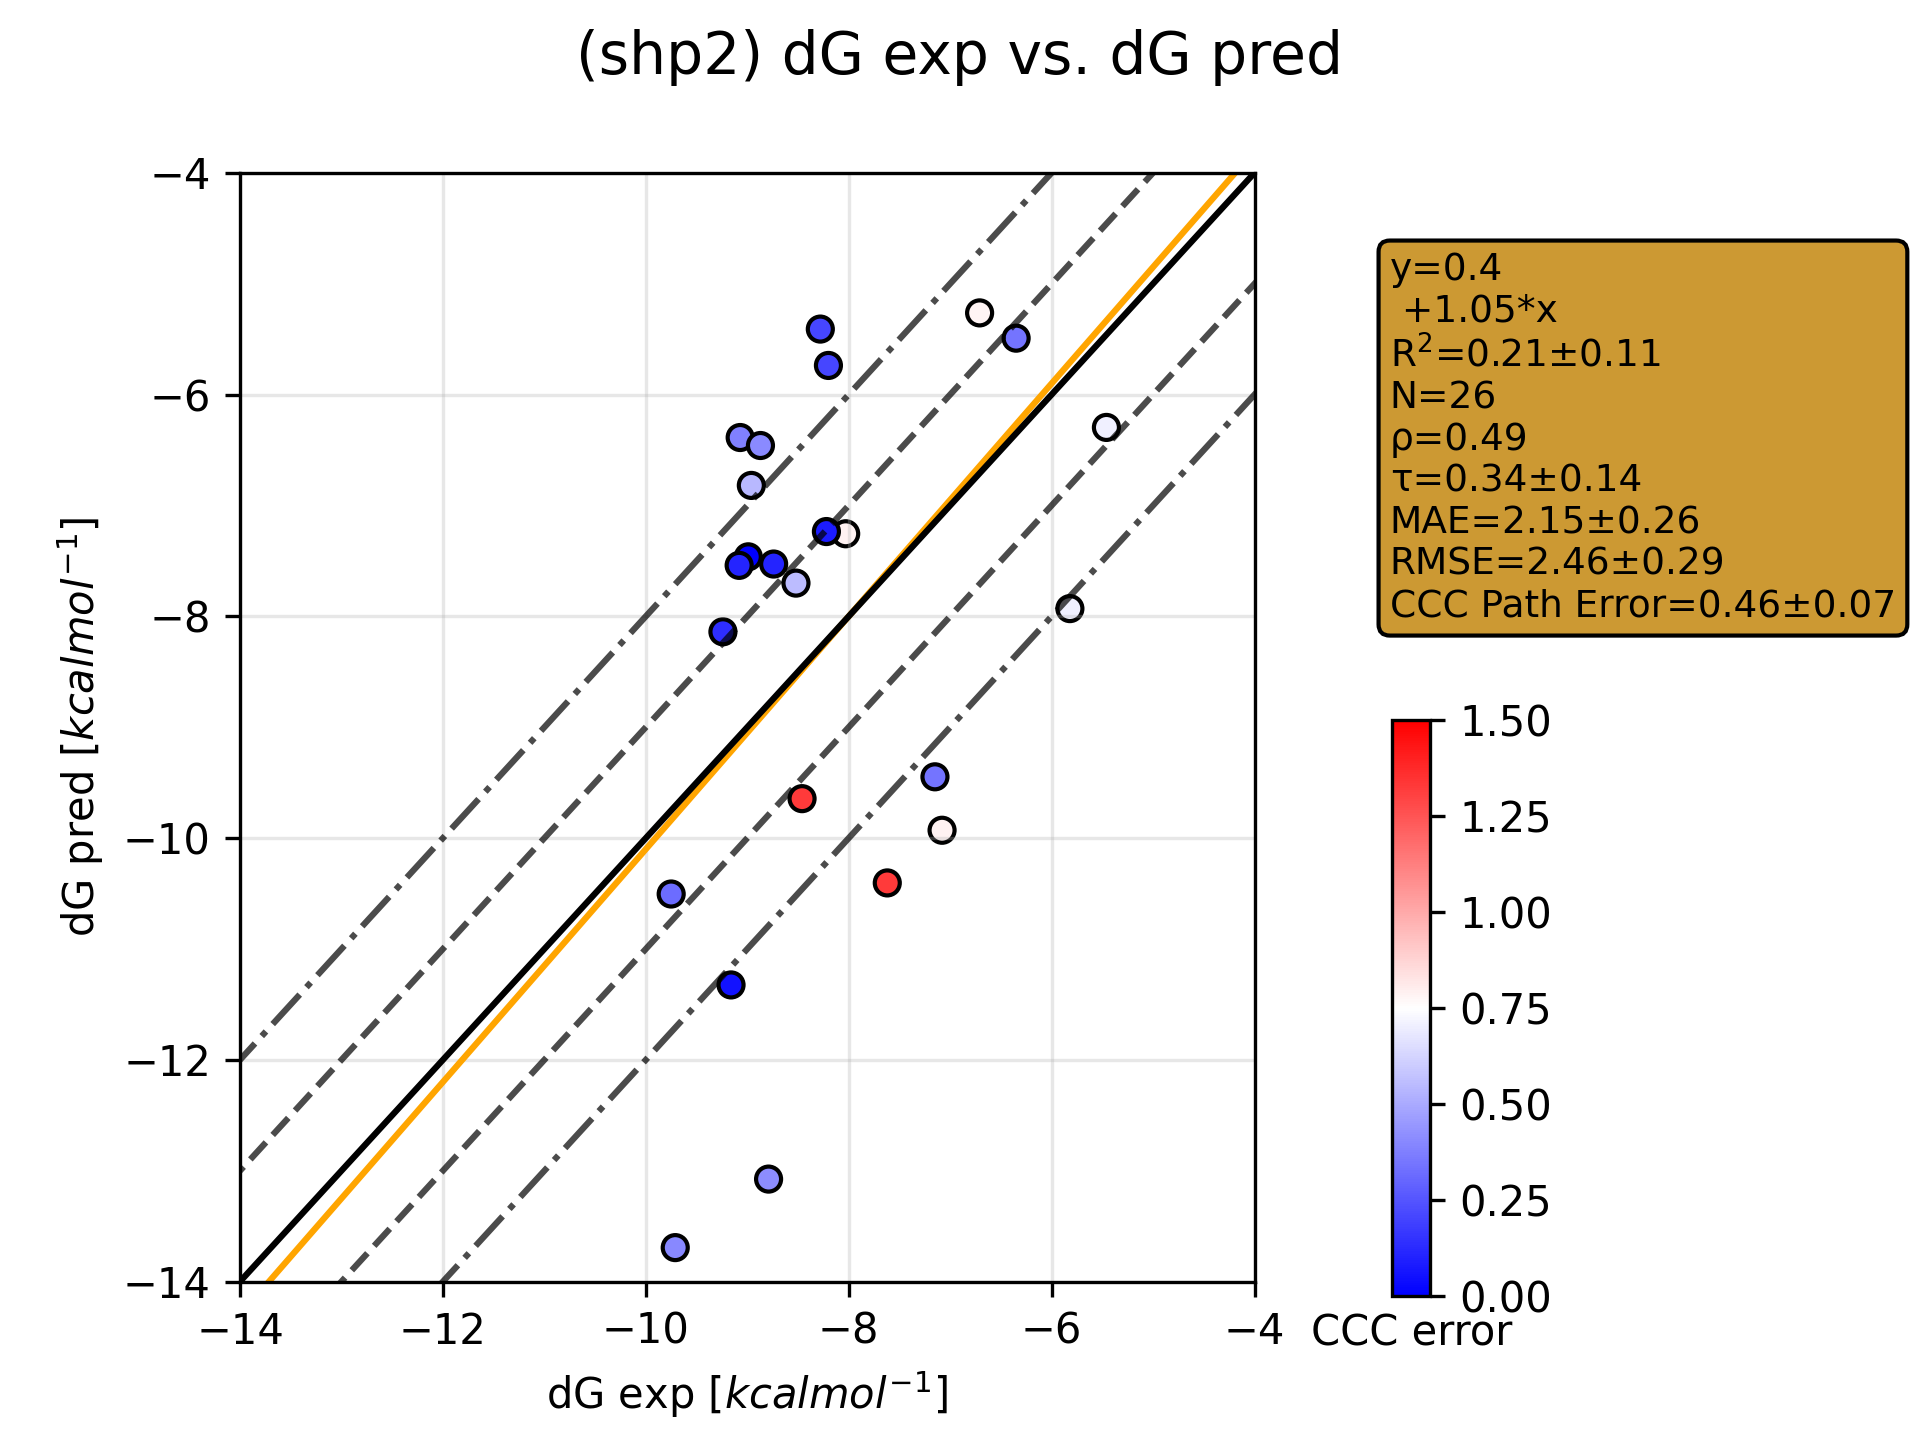 (shp2) dG exp vs. dG pred
−4
−6
−8
−10
−12
−14
dG pred [kcalmol⁻¹]
−14 −12 −10 −8 −6 −4
dG exp [kcalmol⁻¹]
y=0.4
+1.05*x
R²=0.21±0.11
N=26
ρ=0.49
τ=0.34±0.14
MAE=2.15±0.26
RMSE=2.46±0.29
CCC Path Error=0.46±0.07
1.50
1.25
1.00
0.75
0.50
0.25
0.00
CCC error